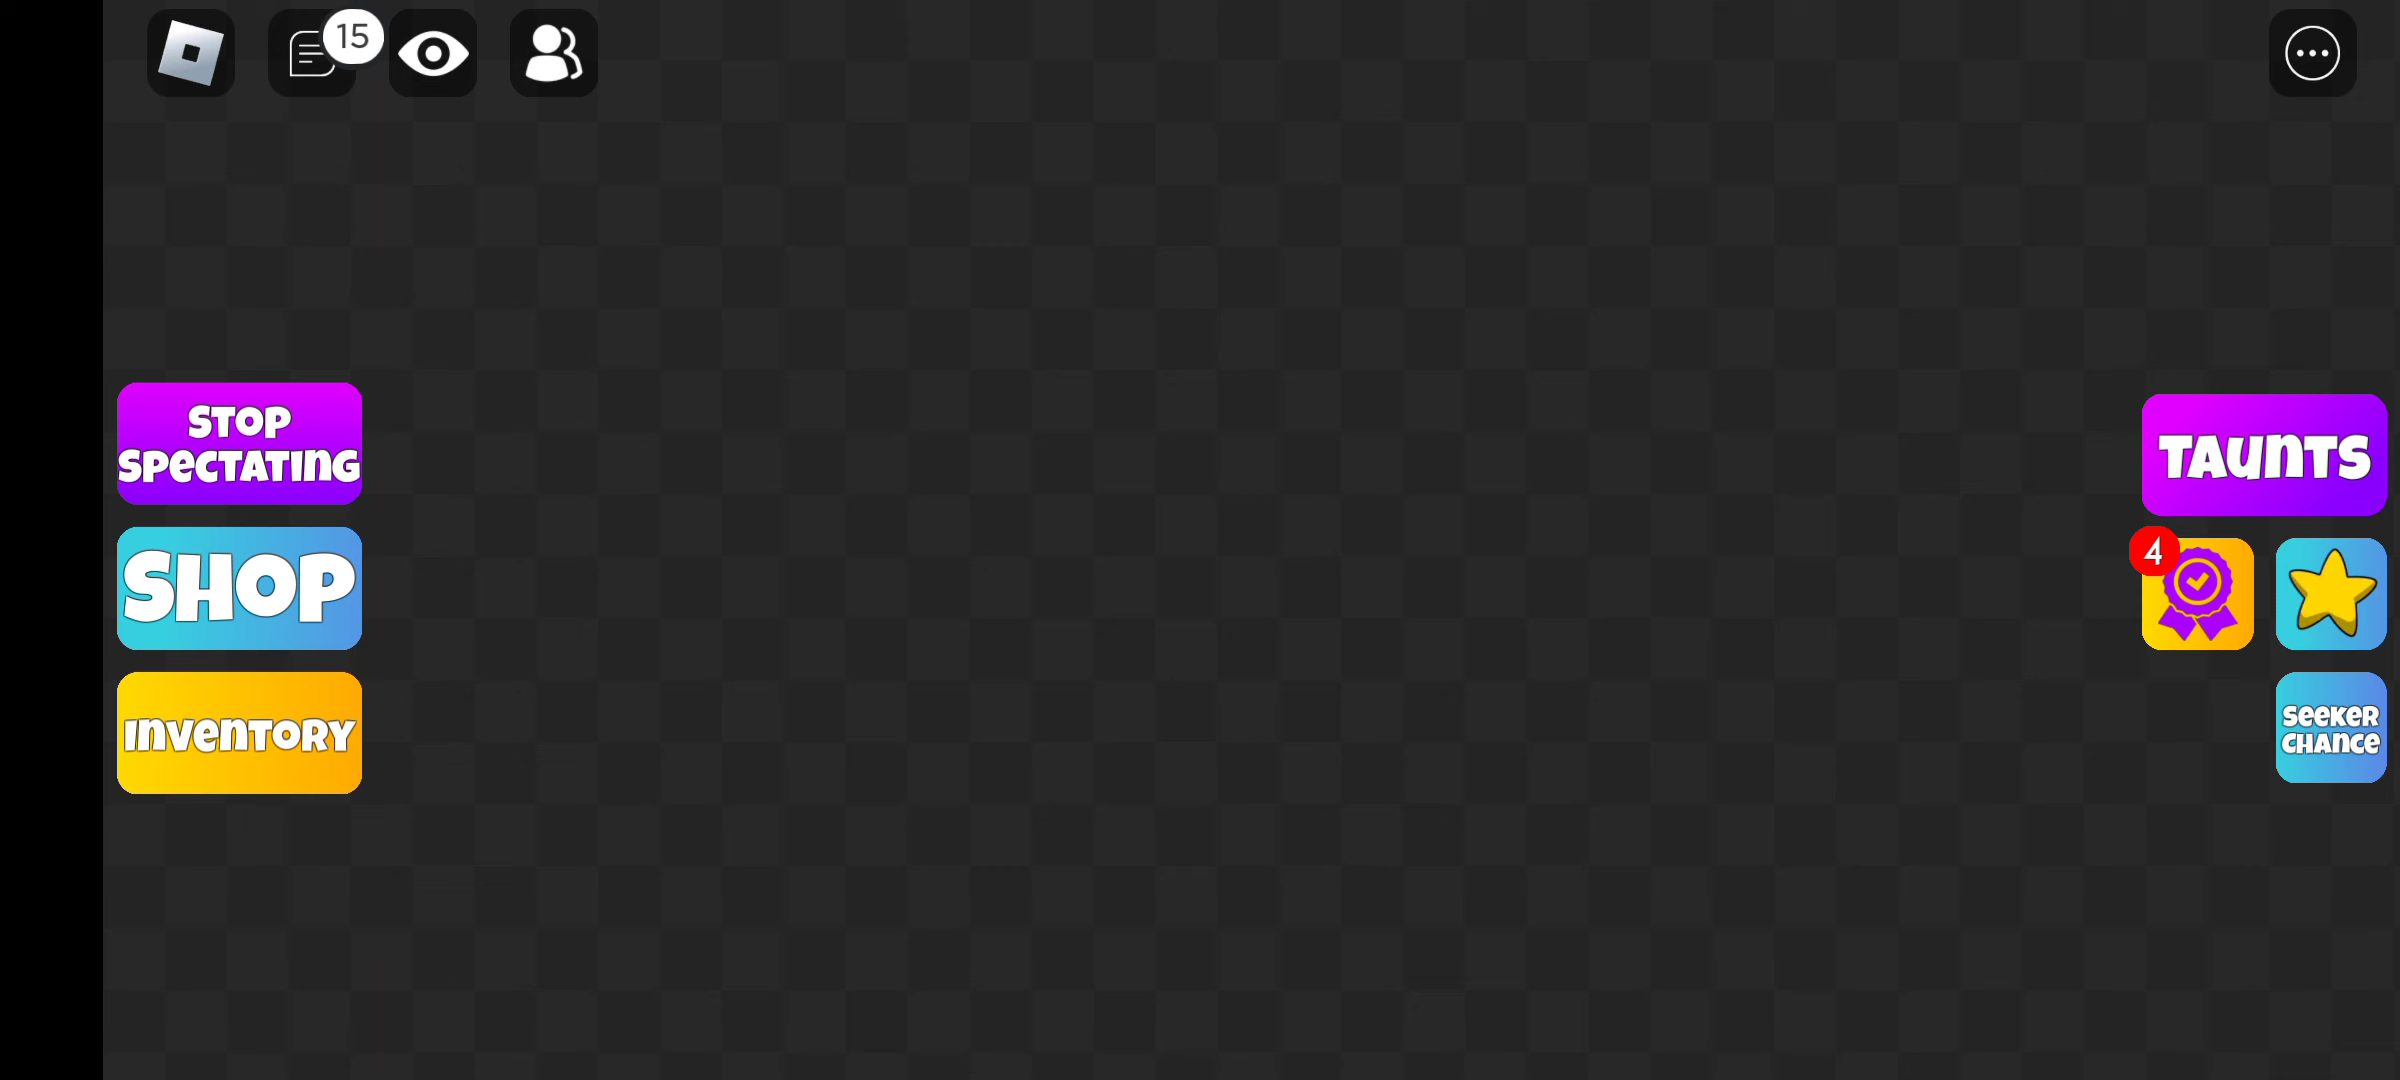 15
STOP
SPECTATING
SHOP
INVENTORY
TAUNTS
4
SEEKER
CHANCE